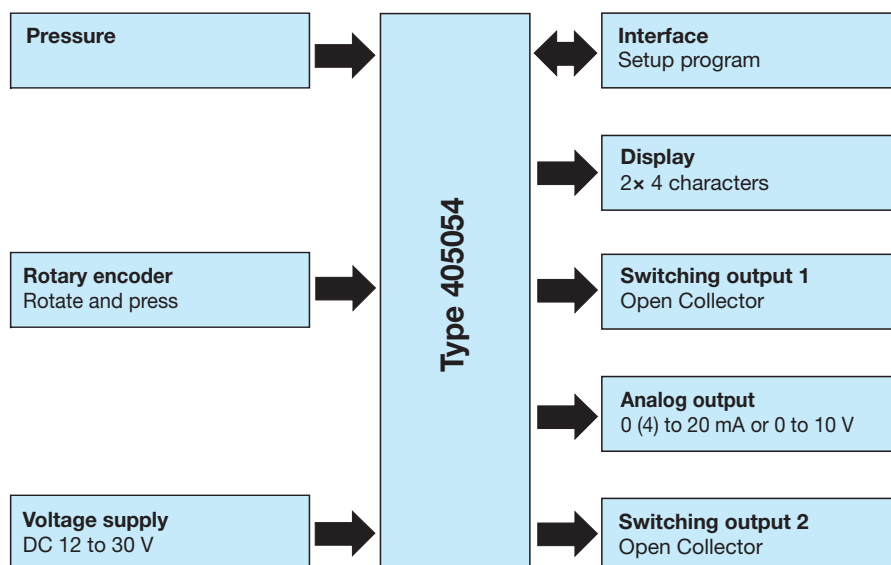 Pressure
Rotary encoder
Rotate and press
Voltage supply
DC 12 to 30 V
Type 405054
Interface
Setup program
Display
2× 4 characters
Switching output 1
Open Collector
Analog output
0 (4) to 20 mA or 0 to 10 V
Switching output 2
Open Collector